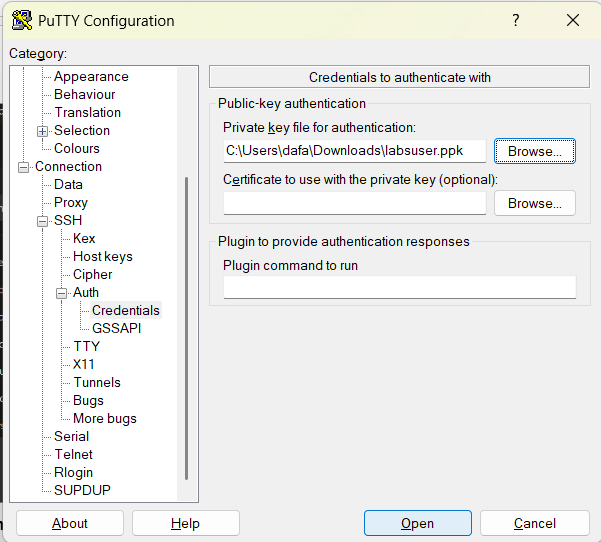 PuTTY Configuration
?
Category:
Appearance
Behaviour
Translation
Selection
Colours
Connection
Data
Proxy
SSH
Kex
Host keys
Cipher
Auth
Credentials
GSSAPI
TTY
X11
Tunnels
Bugs
More bugs
Serial
Telnet
Rlogin
SUPDUP
Credentials to authenticate with
Public-key authentication
Private key file for authentication:
C:\Users\dafa\Downloads\labsuser.ppk Browse...
Certificate to use with the private key (optional):
Browse...
Plugin to provide authentication responses
Plugin command to run
About Help Open Cancel